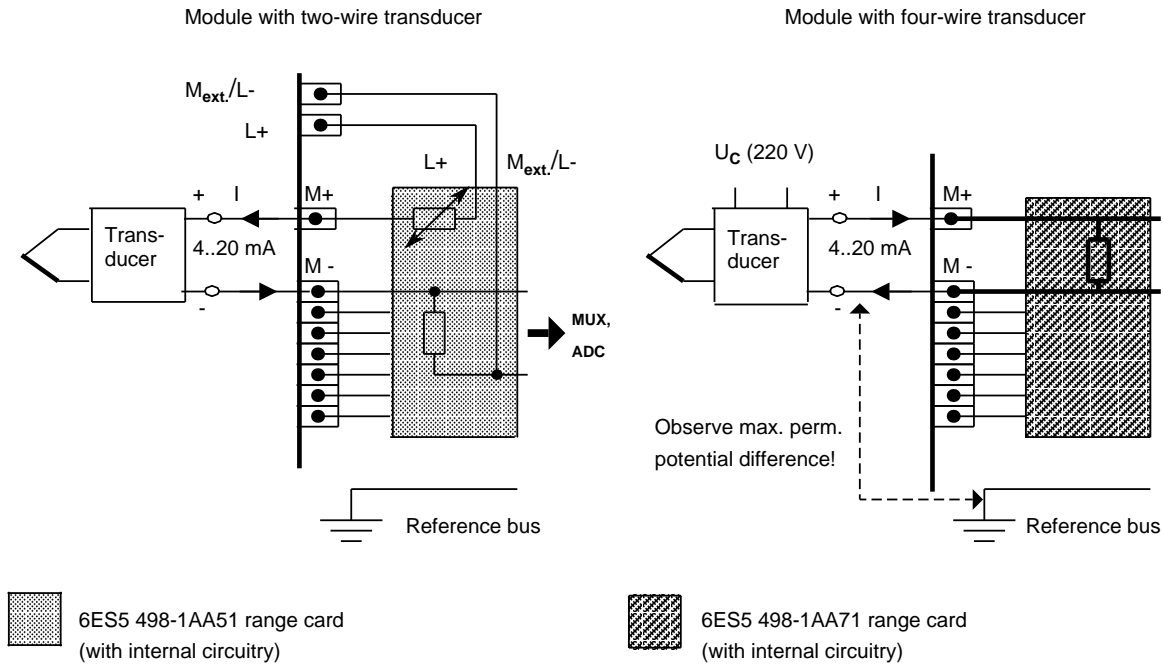 Module with two-wire transducer
Mext./L-
L+
L+
Mext./L-
+ I M+
Trans-
ducer
4..20 mA
M -
-
MUX,
ADC
Reference bus
6ES5 498-1AA51 range card
(with internal circuitry)
Module with four-wire transducer
UC (220 V)
+ I M+
Trans-
ducer
4..20 mA
M -
-
Observe max. perm.
potential difference!
Reference bus
6ES5 498-1AA71 range card
(with internal circuitry)